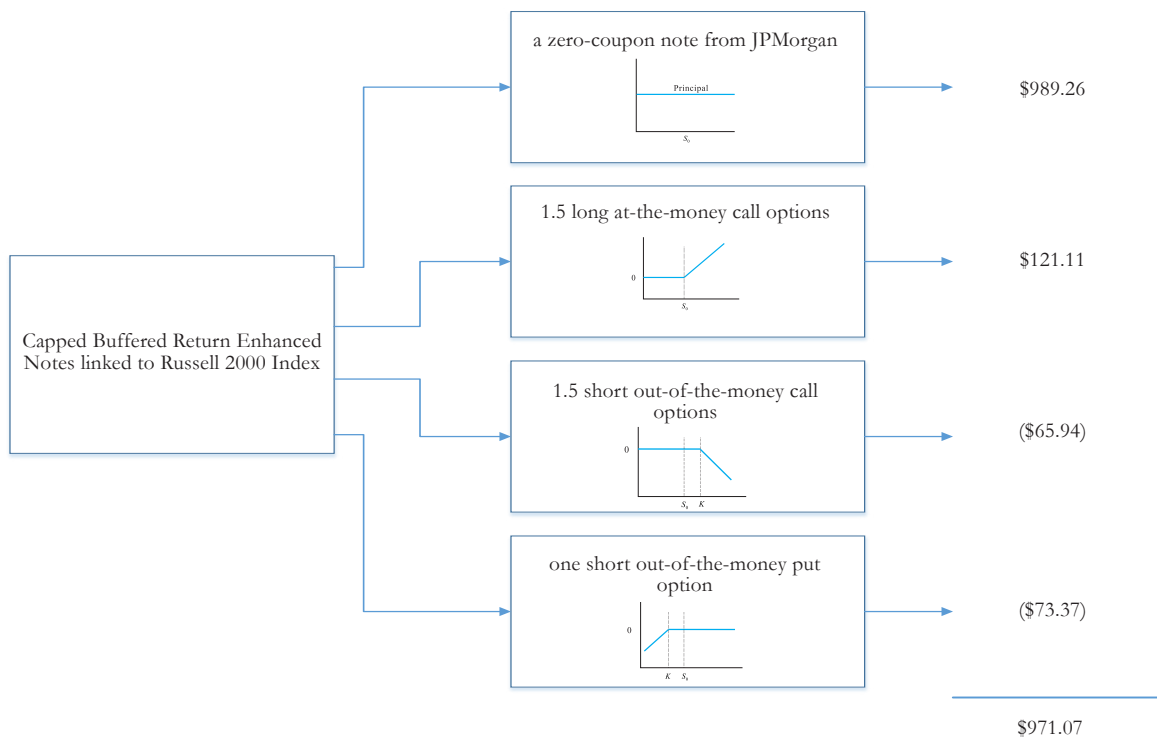 a zero-coupon note from JPMorgan
Principal
S₀
$989.26
1.5 long at-the-money call options
0
S₀
$121.11
Capped Buffered Return Enhanced
Notes linked to Russell 2000 Index
1.5 short out-of-the-money call
options
0
S₀ K
($65.94)
one short out-of-the-money put
option
0
K S₀
($73.37)
$971.07